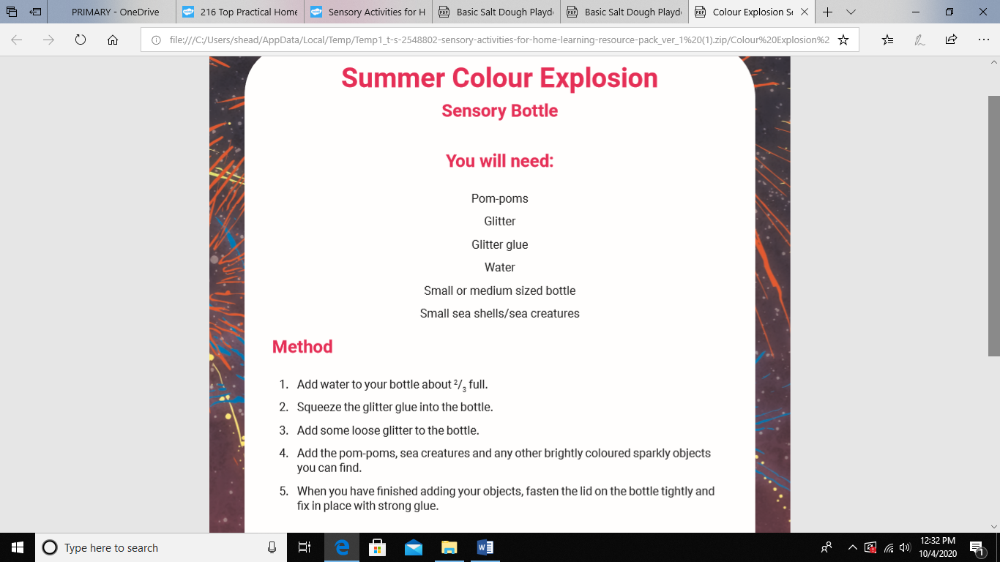 PRIMARY - OneDrive
216 Top Practical Home
Sensory Activities for H
Basic Salt Dough Playd
Basic Salt Dough Playd
Colour Explosion Se
file:///C:/Users/shead/AppData/Local/Temp/Temp1_t-s-2548802-sensory-activities-for-home-learning-resource-pack_ver_1%20(1).zip/Colour%20Explosion%2
Summer Colour Explosion
Sensory Bottle
You will need:
Pom-poms
Glitter
Glitter glue
Water
Small or medium sized bottle
Small sea shells/sea creatures
Method
1. Add water to your bottle about 2/3 full.
2. Squeeze the glitter glue into the bottle.
3. Add some loose glitter to the bottle.
4. Add the pom-poms, sea creatures and any other brightly coloured sparkly objects
you can find.
5. When you have finished adding your objects, fasten the lid on the bottle tightly and
fix in place with strong glue.
Type here to search
12:32 PM
10/4/2020
1